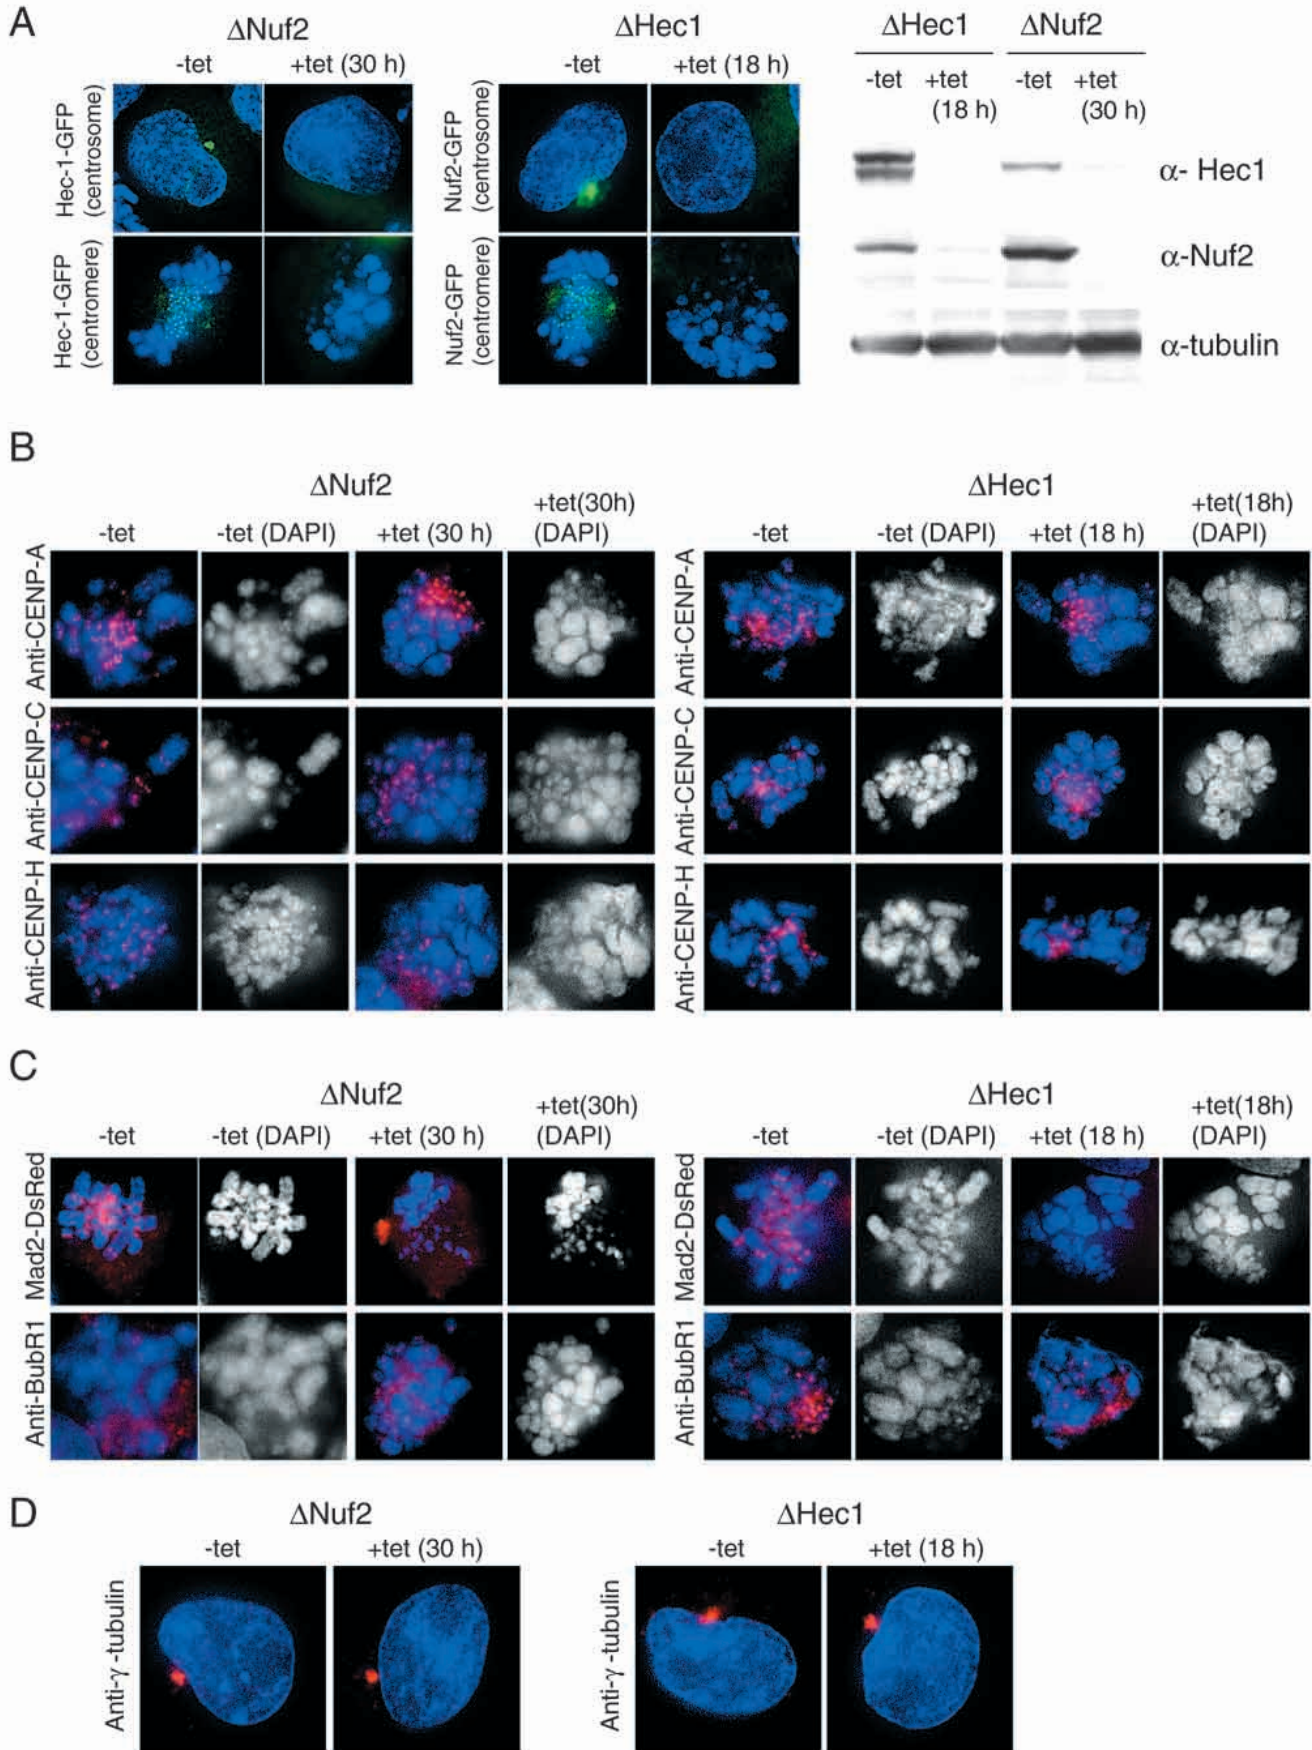 A
ΔNuf2
-tet +tet (30 h)
Hec-1-GFP
(centrosome)
Hec-1-GFP
(centromere)
ΔHec1
-tet +tet (18 h)
Nuf2-GFP
(centrosome)
Nuf2-GFP
(centromere)
ΔHec1 ΔNuf2
-tet +tet -tet +tet
(18 h) (30 h)
α- Hec1
α-Nuf2
α-tubulin
B
ΔNuf2
-tet -tet (DAPI) +tet (30 h) +tet(30h)
(DAPI)
Anti-CENP-A
Anti-CENP-C
Anti-CENP-H
ΔHec1
-tet -tet (DAPI) +tet (18 h) +tet(18h)
(DAPI)
Anti-CENP-A
Anti-CENP-C
Anti-CENP-H
C
ΔNuf2
-tet -tet (DAPI) +tet (30 h) +tet(30h)
(DAPI)
Mad2-DsRed
Anti-BubR1
ΔHec1
-tet -tet (DAPI) +tet (18 h) +tet(18h)
(DAPI)
Mad2-DsRed
Anti-BubR1
D
ΔNuf2
-tet +tet (30 h)
Anti-γ -tubulin
ΔHec1
-tet +tet (18 h)
Anti-γ -tubulin